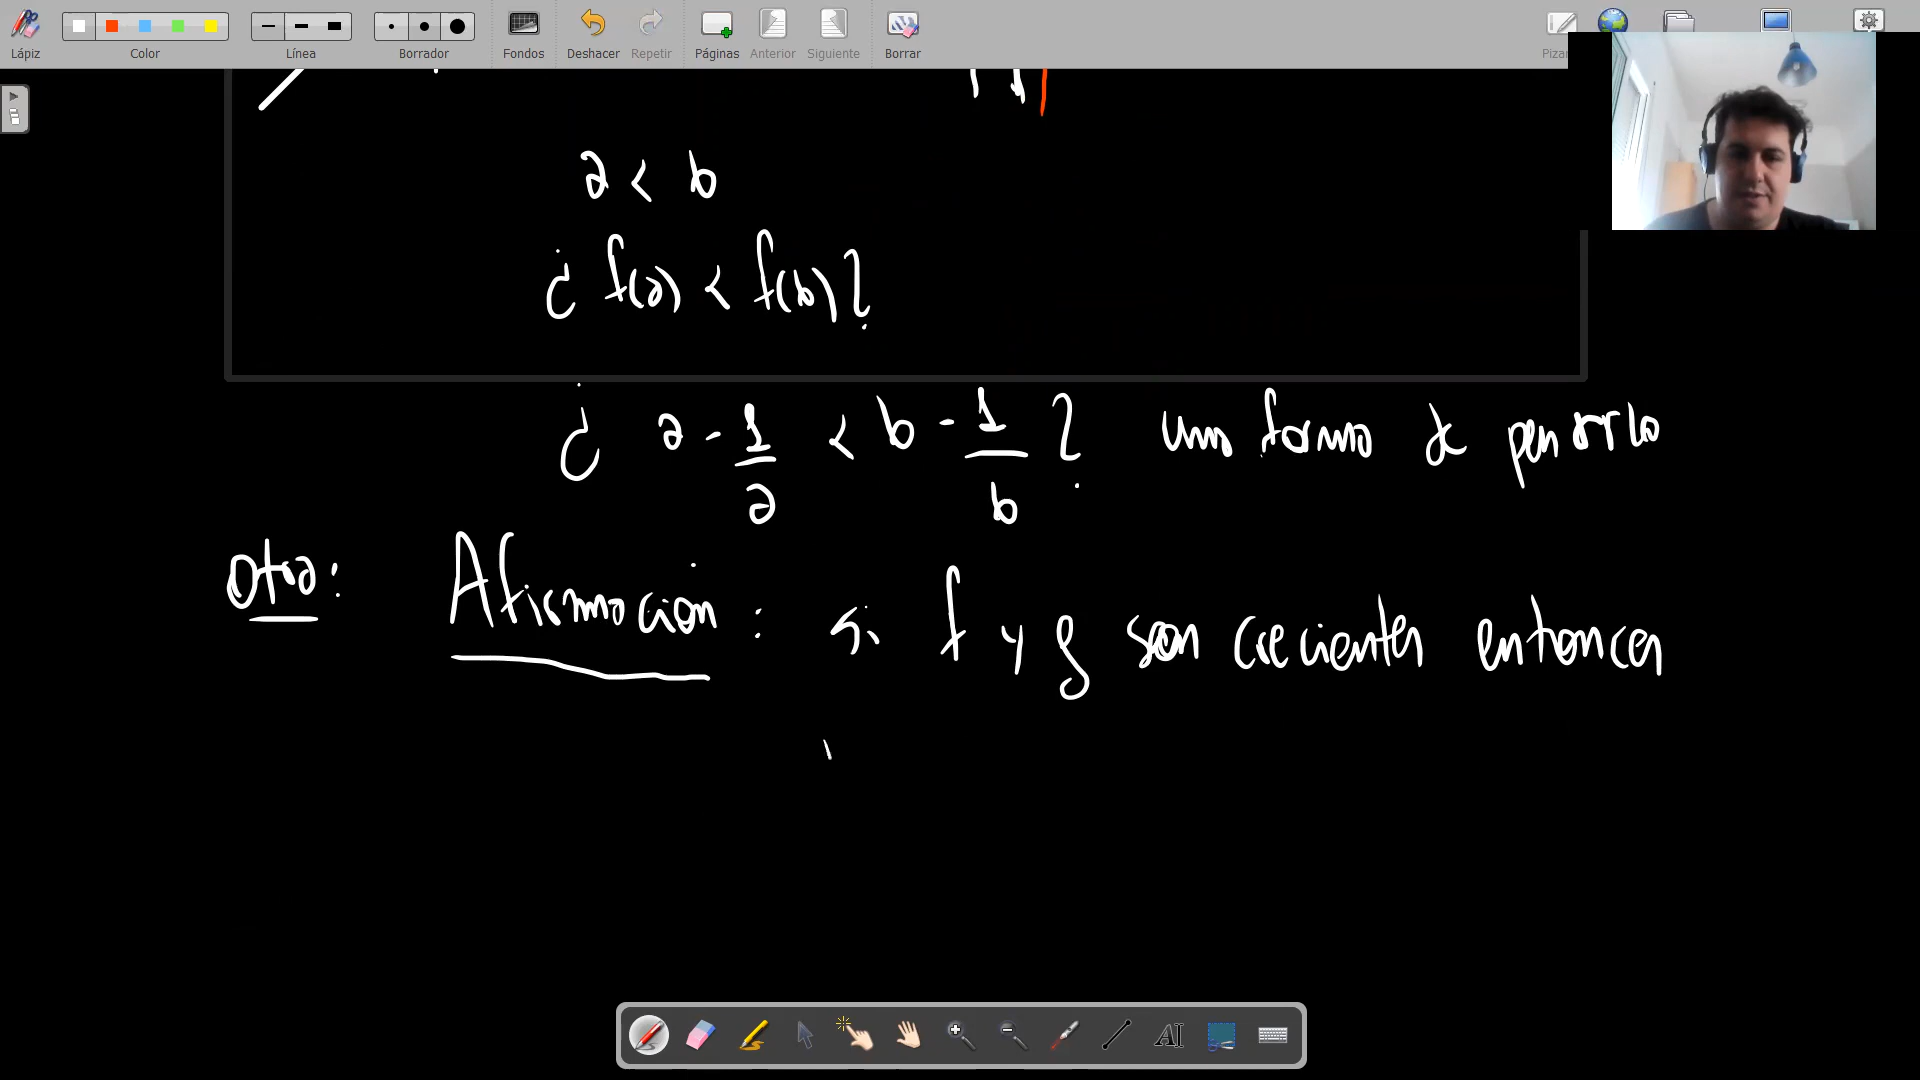 Lápiz Color Línea Borrador Fondos Deshacer Repetir Páginas Anterior Siguiente Borrar
a < b
¿ f(a) < f(b) ?
¿ a - 1/a < b - 1/b ? una forma de pensarlo
Otra: Afirmación: si f y g son crecientes entonces